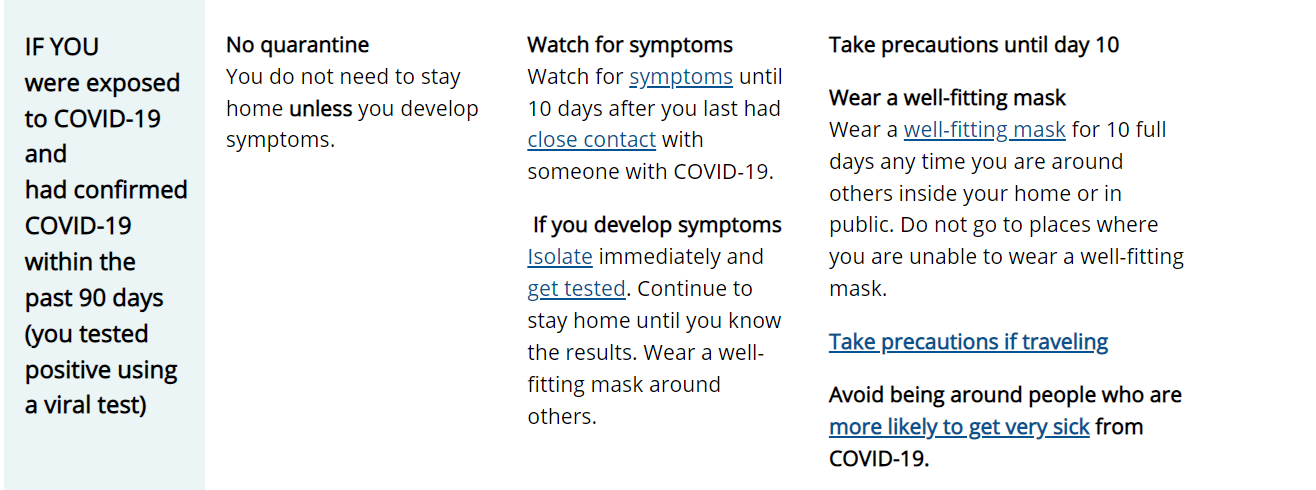 IF YOU
were exposed
to COVID-19
and
had confirmed
COVID-19
within the
past 90 days
(you tested
positive using
a viral test)
No quarantine
You do not need to stay
home unless you develop
symptoms.
Watch for symptoms
Watch for symptoms until
10 days after you last had
close contact with
someone with COVID-19.
If you develop symptoms
Isolate immediately and
get tested. Continue to
stay home until you know
the results. Wear a well-
fitting mask around
others.
Take precautions until day 10
Wear a well-fitting mask
Wear a well-fitting mask for 10 full
days any time you are around
others inside your home or in
public. Do not go to places where
you are unable to wear a well-fitting
mask.
Take precautions if traveling
Avoid being around people who are
more likely to get very sick from
COVID-19.